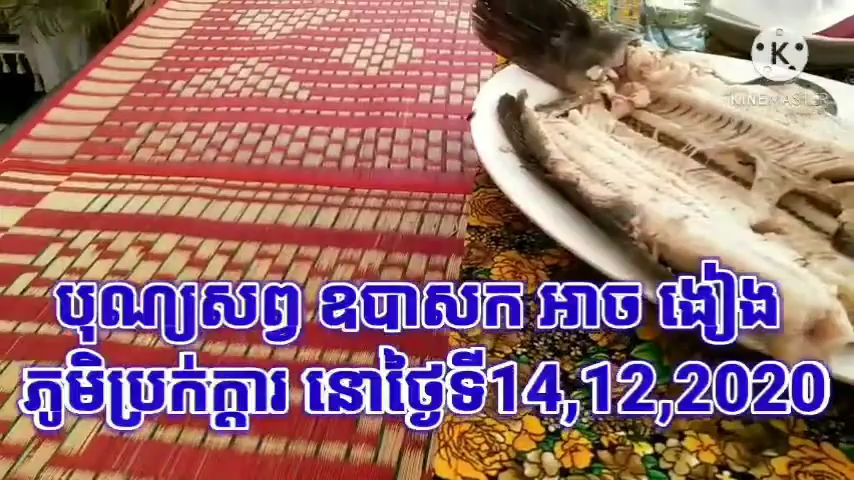 K
KINEMASTER
បុណ្យសព្វ ឧបាសក អាច ងៀង
ភូមិប្រក់ក្តារ នោថ្ងៃទី14,12,2020